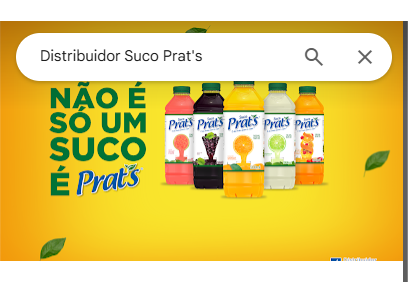 Distribuidor Suco Prat's
NÃO É
SÓ UM
SUCO
É Prat's
Prat's Prat's Prat's Prat's Prat's